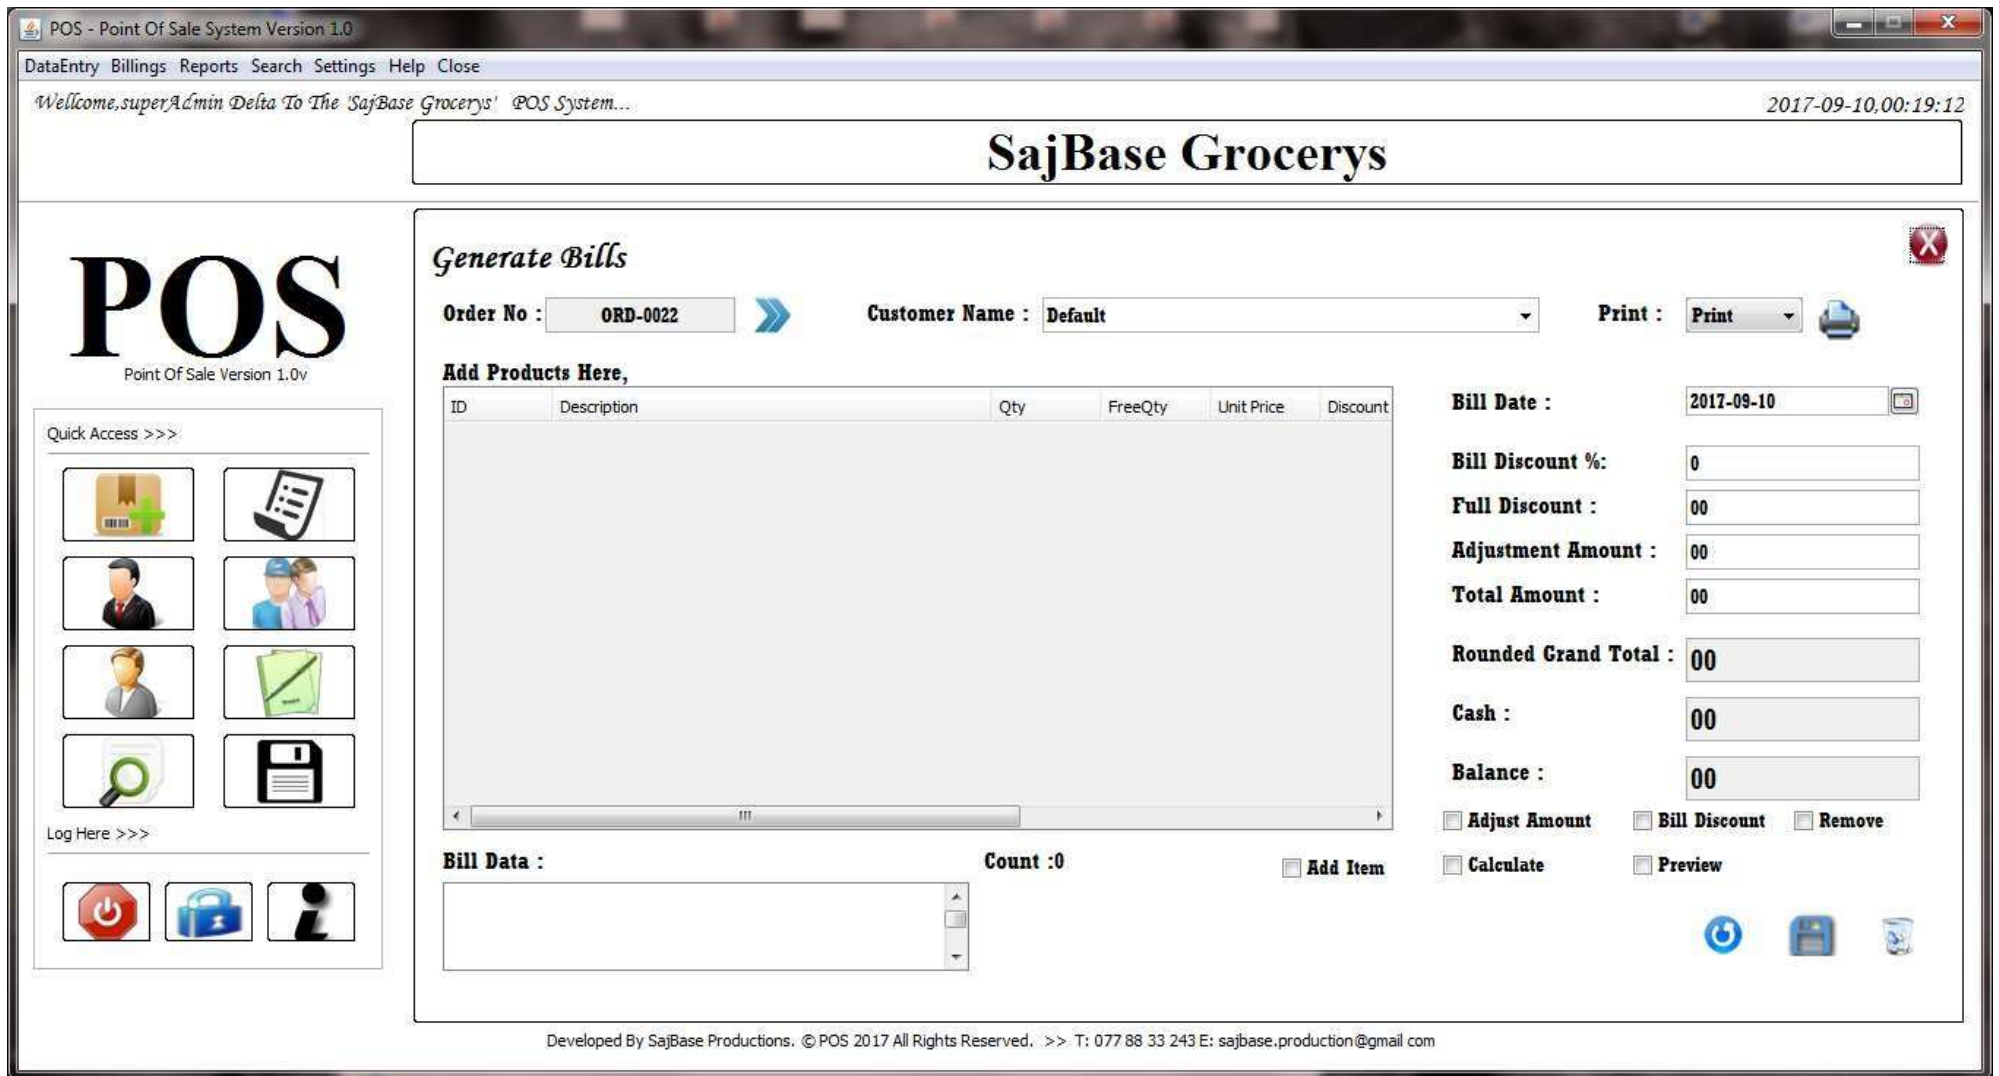 POS - Point Of Sale System Version 1.0
DataEntry Billings Reports Search Settings Help Close
Wellcome,superAdmin Delta To The 'SajBase Grocerys' POS System...
2017-09-10,00:19:12
SajBase Grocerys
POS
Point Of Sale Version 1.0v
Quick Access >>>
Log Here >>>
Generate Bills
Order No : ORD-0022
Customer Name : Default
Print : Print
Add Products Here,
ID Description Qty FreeQty Unit Price Discount
Bill Date : 2017-09-10
Bill Discount %: 0
Full Discount : 00
Adjustment Amount : 00
Total Amount : 00
Rounded Grand Total : 00
Cash : 00
Balance : 00
Adjust Amount Bill Discount Remove
Calculate Preview
Bill Data : Count :0 Add Item
Developed By SajBase Productions. © POS 2017 All Rights Reserved. >> T: 077 88 33 243 E: sajbase.production@gmail com